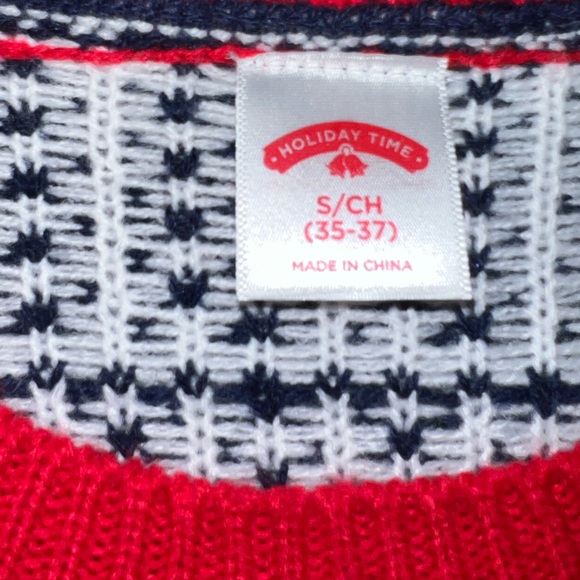 HOLIDAY TIME
S/CH
(35-37)
MADE IN CHINA